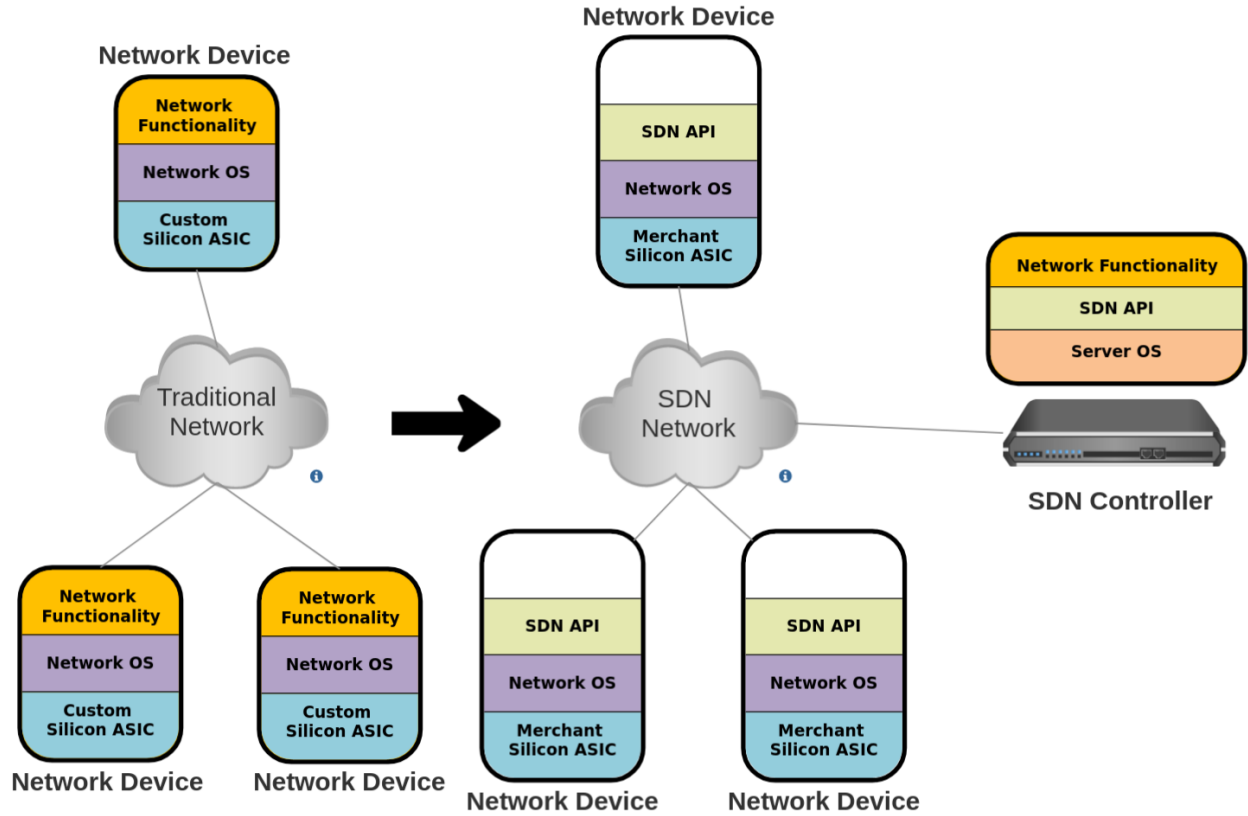 Network Device
Network
Functionality
Network OS
Custom
Silicon ASIC
Traditional
Network
Network
Functionality
Network OS
Custom
Silicon ASIC
Network Device
Network
Functionality
Network OS
Custom
Silicon ASIC
Network Device
Network Device
SDN API
Network OS
Merchant
Silicon ASIC
SDN
Network
SDN API
Network OS
Merchant
Silicon ASIC
Network Device
SDN API
Network OS
Merchant
Silicon ASIC
Network Device
Network Functionality
SDN API
Server OS
SDN Controller